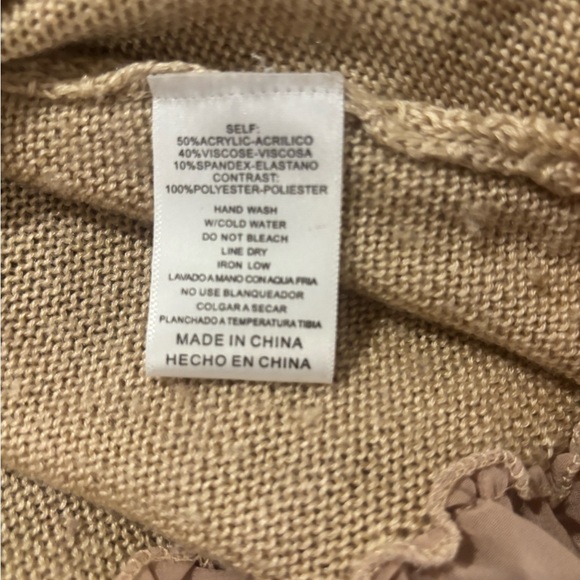 SELF:
50%ACRYLIC-ACRILICO
40%VISCOSE-VISCOSA
10%SPANDEX-ELASTANO
CONTRAST:
100%POLYESTER-POLIESTER
HAND WASH
W/COLD WATER
DO NOT BLEACH
LINE DRY
IRON LOW
LAVADO A MANO CON AQUA FRIA
NO USE BLANQUEADOR
COLGAR A SECAR
PLANCHADO A TEMPERATURA TIBIA
MADE IN CHINA
HECHO EN CHINA